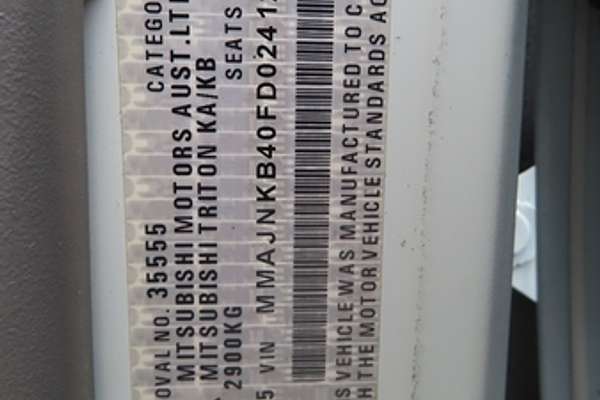 OVAL NO. 35555 CATEGO
MITSUBISHI MOTORS AUST.LT
MITSUBISHI TRITON KA/KB
2900KG SEATS
5 VIN MMAJNKB40FD0241
S VEHICLE WAS MANUFACTURED TO C
H THE MOTOR VEHICLE STANDARDS AC